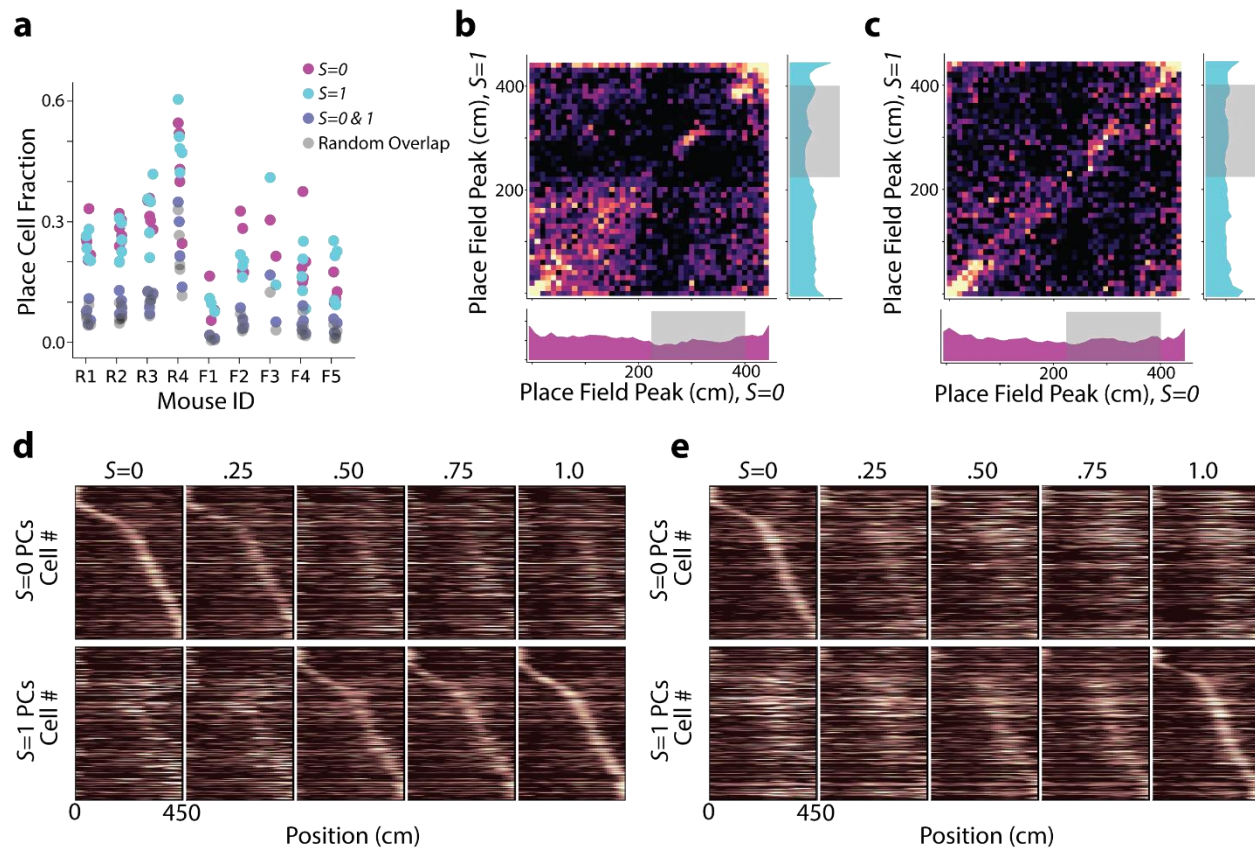 a
Place Cell Fraction
0.6
0.3
0.0
R1 R2 R3 R4 F1 F2 F3 F4 F5
Mouse ID
S=0
S=1
S=0 & 1
Random Overlap
b
Place Field Peak (cm), S=1
400
200
200 400
Place Field Peak (cm), S=0
c
Place Field Peak (cm), S=1
400
200
200 400
Place Field Peak (cm), S=0
d
S=0 .25 .50 .75 1.0
S=0 PCs
Cell #
S=1 PCs
Cell #
0 450
Position (cm)
e
S=0 .25 .50 .75 1.0
S=0 PCs
Cell #
S=1 PCs
Cell #
0 450
Position (cm)